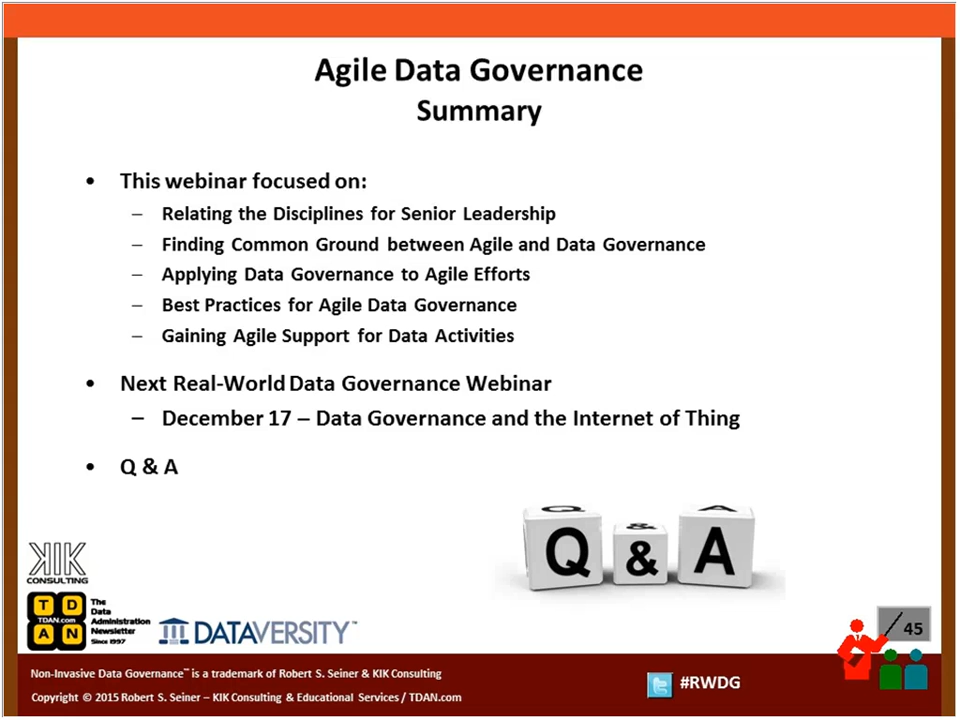 Agile Data Governance
Summary
• This webinar focused on:
– Relating the Disciplines for Senior Leadership
– Finding Common Ground between Agile and Data Governance
– Applying Data Governance to Agile Efforts
– Best Practices for Agile Data Governance
– Gaining Agile Support for Data Activities
• Next Real-World Data Governance Webinar
– December 17 – Data Governance and the Internet of Thing
• Q & A
Q & A
Q & A
KIK
CONSULTING
T D
TDAN.com
A N
The
Data
Administration
Newsletter
Since 1997
DATAVERSITY™
45
Non-Invasive Data Governance™ is a trademark of Robert S. Seiner & KIK Consulting
Copyright © 2015 Robert S. Seiner – KIK Consulting & Educational Services / TDAN.com
#RWDG